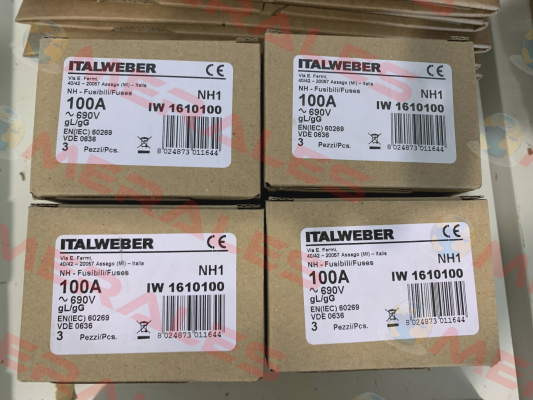 ITALWEBER
CE
Via E. Fermi,
40/42 - 20057 Assago (MI) - Italia
NH - Fusibili/Fuses
NH1
100A
IW 1610100
~ 690V
gL/gG
EN(IEC) 60269
VDE 0636
3 Pezzi/Pcs.
8 024873 011644
ITALWEBER
CE
Via E. Fermi,
40/42 - 20057 Assago (MI) - Italia
NH - Fusibili/Fuses
NH1
100A
IW 1610100
~ 690V
gL/gG
EN(IEC) 60269
VDE 0636
3 Pezzi/Pcs.
8 024873 011644
ITALWEBER
CE
Via E. Fermi,
40/42 - 20057 Assago (MI) - Italia
NH - Fusibili/Fuses
NH1
100A
IW 1610100
~ 690V
gL/gG
EN(IEC) 60269
VDE 0636
3 Pezzi/Pcs.
8 024873 011644
ITALWEBER
CE
Via E. Fermi,
40/42 - 20057 Assago (MI) - Italia
NH - Fusibili/Fuses
NH1
100A
IW 1610100
~ 690V
gL/gG
EN(IEC) 60269
VDE 0636
3 Pezzi/Pcs.
8 024873 011644